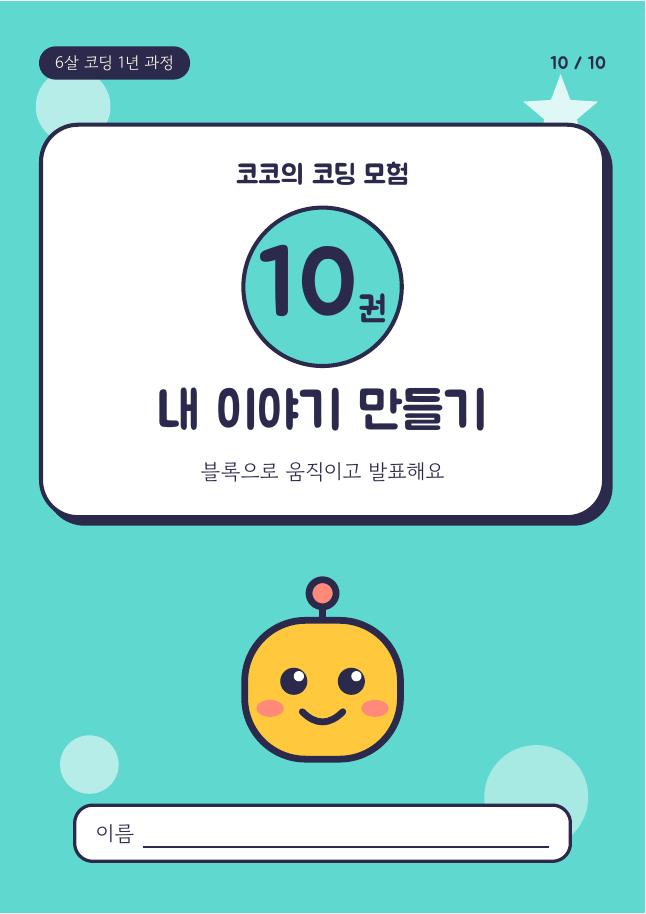 6살 코딩 1년 과정
10 / 10
코코의 코딩 모험
10권
내 이야기 만들기
블록으로 움직이고 발표해요
이름